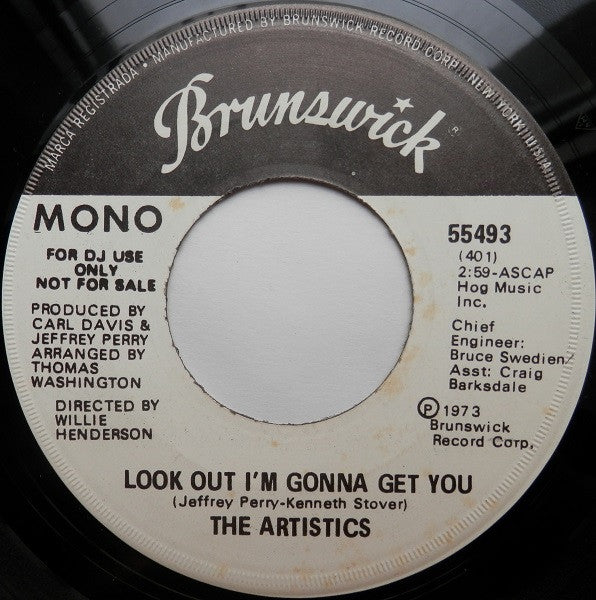 MARCA REGISTRADA • MANUFACTURED BY BRUNSWICK RECORD CORP., NEW YORK, U.S.A.
Brunswick ®
MONO
FOR DJ USE
ONLY
NOT FOR SALE
PRODUCED BY
CARL DAVIS &
JEFFREY PERRY
ARRANGED BY
THOMAS
WASHINGTON
DIRECTED BY
WILLIE
HENDERSON
55493
(401)
2:59-ASCAP
Hog Music
Inc.
Chief
Engineer:
Bruce Swedien
Asst: Craig
Barksdale
Ⓟ 1973
Brunswick
Record Corp.
LOOK OUT I'M GONNA GET YOU
(Jeffrey Perry-Kenneth Stover)
THE ARTISTICS